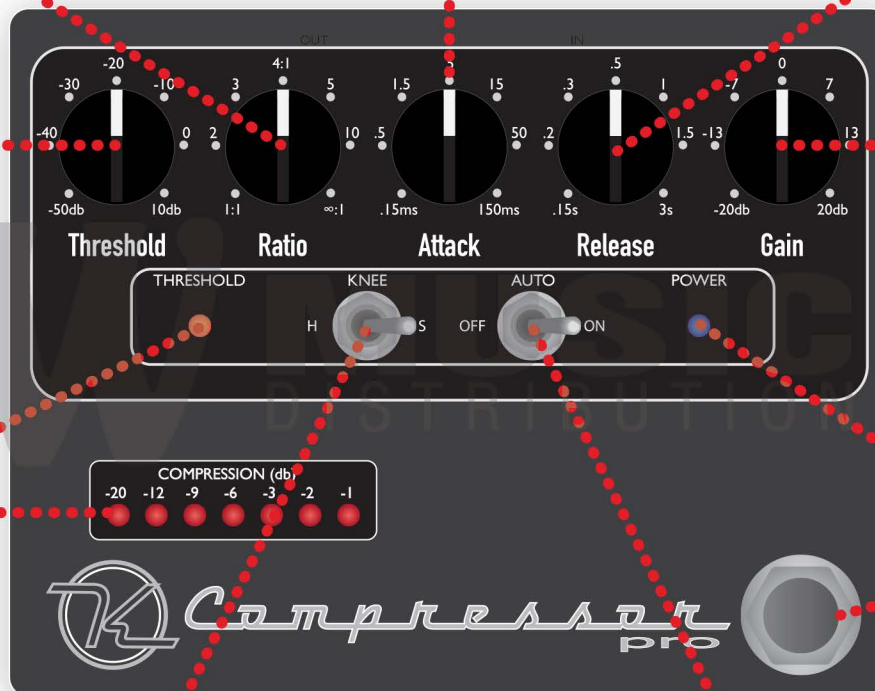 OUT IN
-20 4:1 5 .5 0
-30 -10 3 5 1.5 15 .3 1 -7 7
-40 0 2 10 .5 50 .2 1.5 -13 13
-50db 10db 1:1 ∞:1 .15ms 150ms .15s 3s -20db 20db
Threshold Ratio Attack Release Gain
THRESHOLD KNEE AUTO POWER
H S OFF ON
W MUSIC
DISTRIBUTION
COMPRESSION (db)
-20 -12 -9 -6 -3 -2 -1
K Compressor
pro